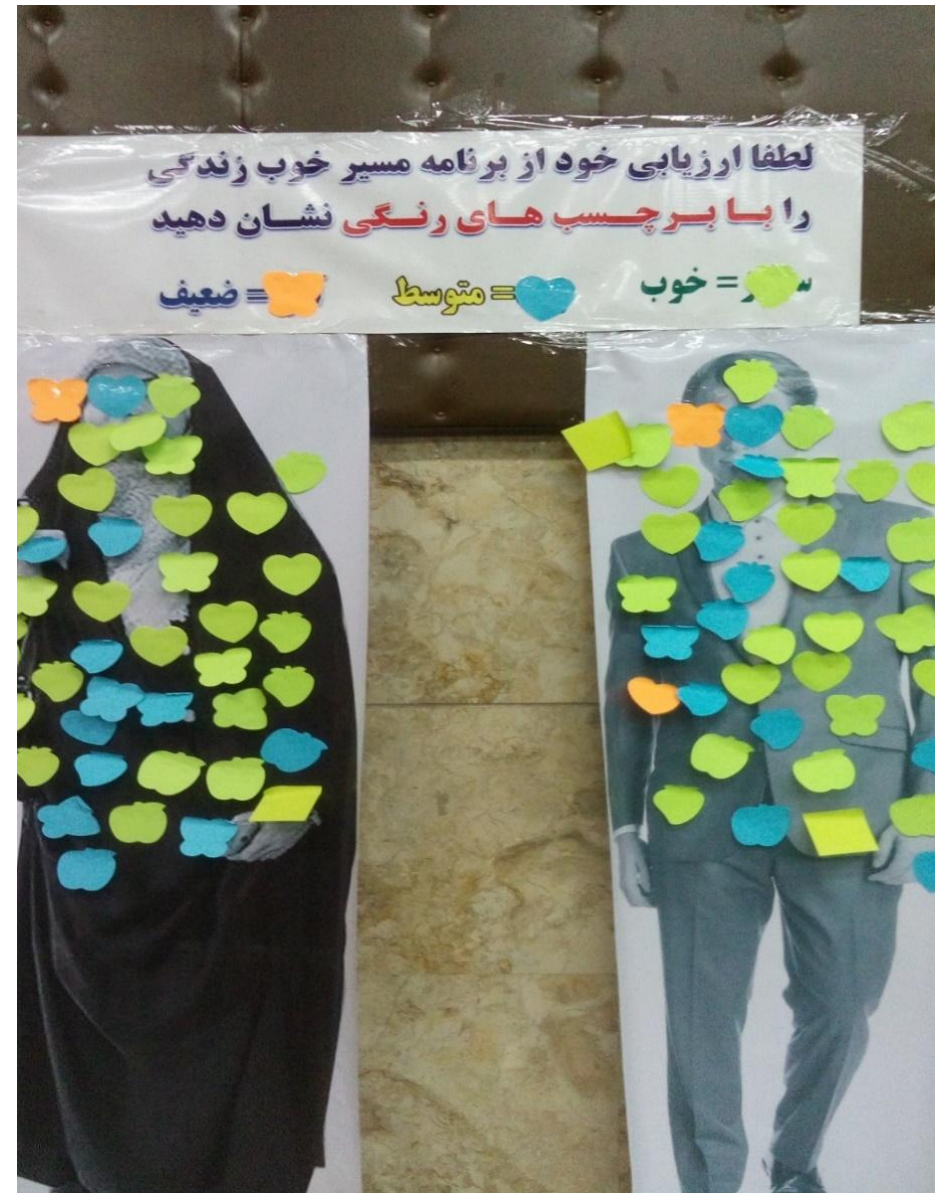 لطفا ارزیابی خود از برنامه مسیر خوب زندگی
را با برچسب های رنگی نشان دهید
= خوب = متوسط = ضعیف